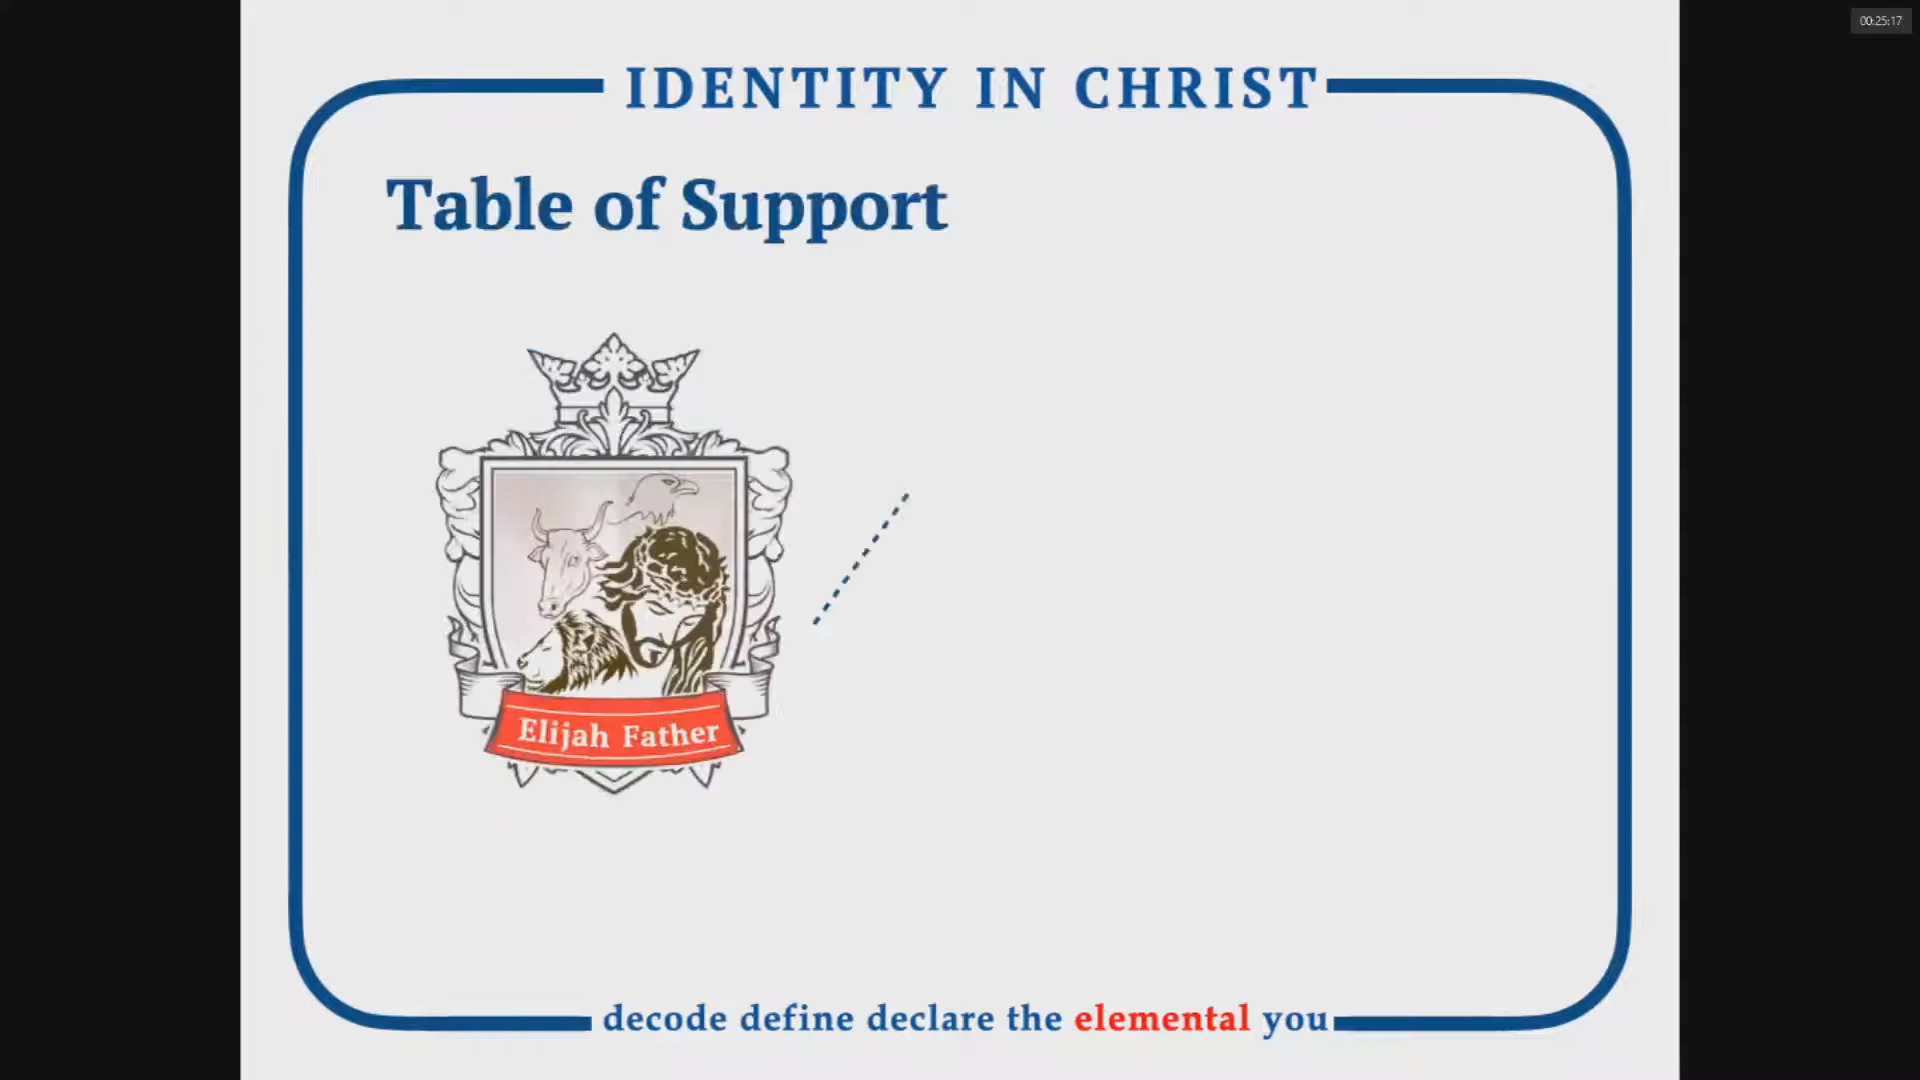 00:25:17
IDENTITY IN CHRIST
Table of Support
Elijah Father
decode define declare the elemental you